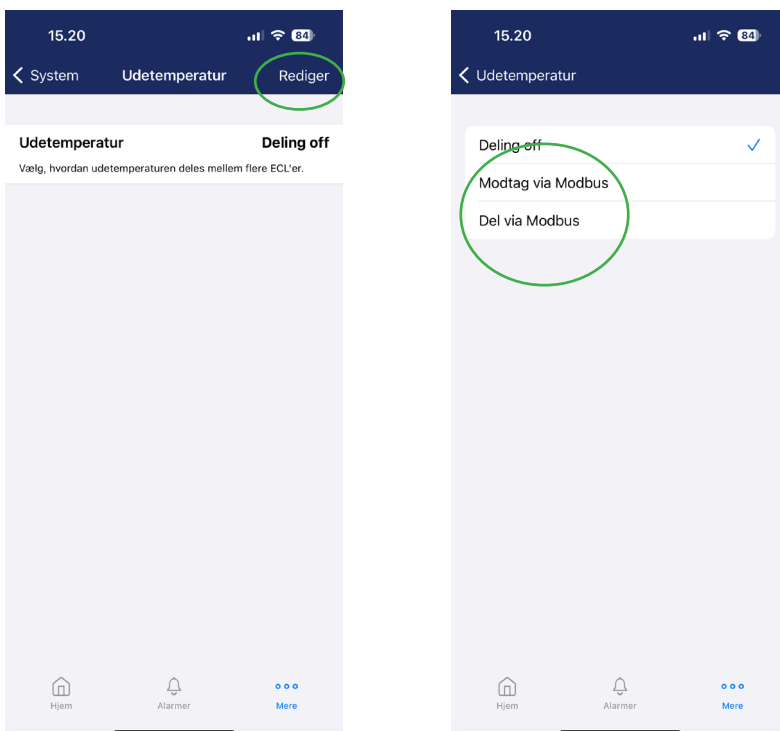 15.20
84
System Udetemperatur Rediger
Udetemperatur Deling off
Vælg, hvordan udetemperaturen deles mellem flere ECL'er.
Hjem Alarmer Mere
15.20
84
Udetemperatur
Deling off
Modtag via Modbus
Del via Modbus
Hjem Alarmer Mere